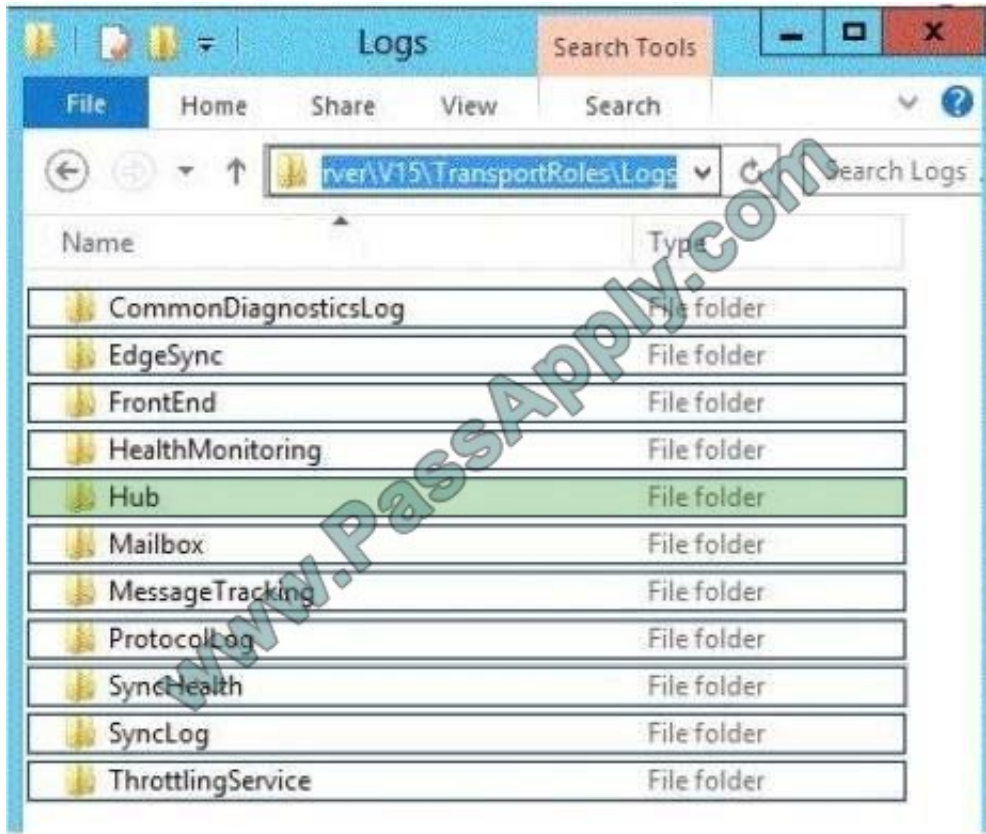 Logs
Search Tools
File Home Share View Search
rver\V15\TransportRoles\Logs
Search Logs
Name Type
CommonDiagnosticsLog File folder
EdgeSync File folder
FrontEnd File folder
HealthMonitoring File folder
Hub File folder
Mailbox File folder
MessageTracking File folder
ProtocolLog File folder
SyncHealth File folder
SyncLog File folder
ThrottlingService File folder
www.PassApply.com